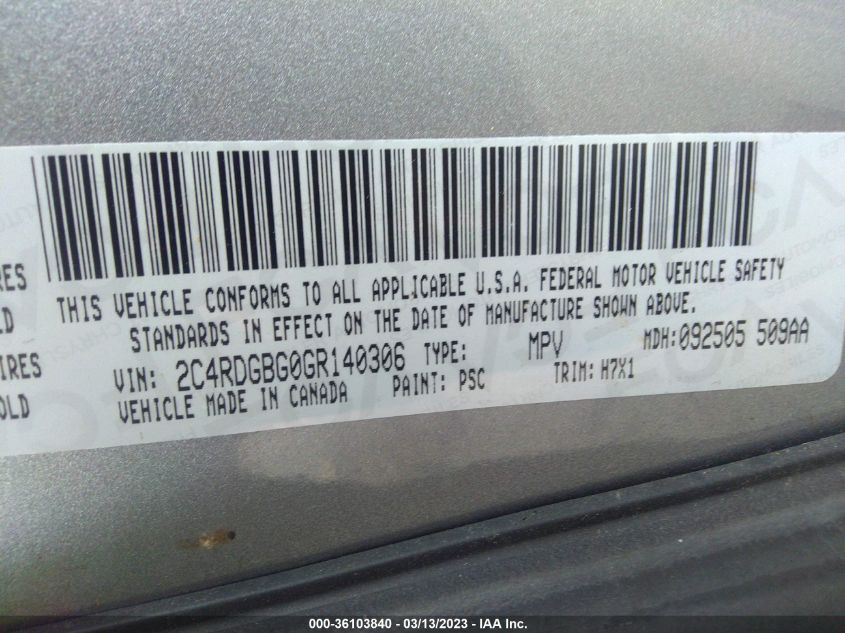 THIS VEHICLE CONFORMS TO ALL APPLICABLE U.S.A. FEDERAL MOTOR VEHICLE SAFETY
STANDARDS IN EFFECT ON THE DATE OF MANUFACTURE SHOWN ABOVE.
VIN: 2C4RDGBG0GR140306 TYPE: MPV MDH:092505 509AA
VEHICLE MADE IN CANADA PAINT: PSC TRIM: H7X1
RES
LD
IRES
OLD
000-36103840 - 03/13/2023 - IAA Inc.